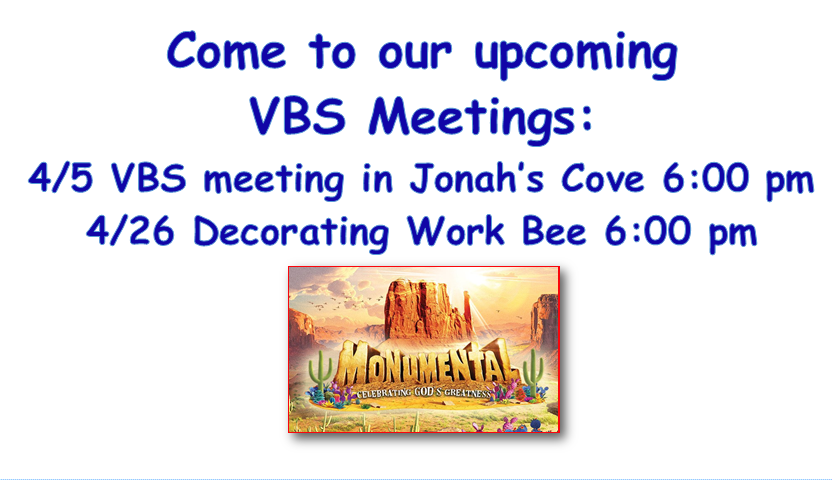 Come to our upcoming
VBS Meetings:
4/5 VBS meeting in Jonah's Cove 6:00 pm
4/26 Decorating Work Bee 6:00 pm
MONUMENTAL
CELEBRATING GOD'S GREATNESS